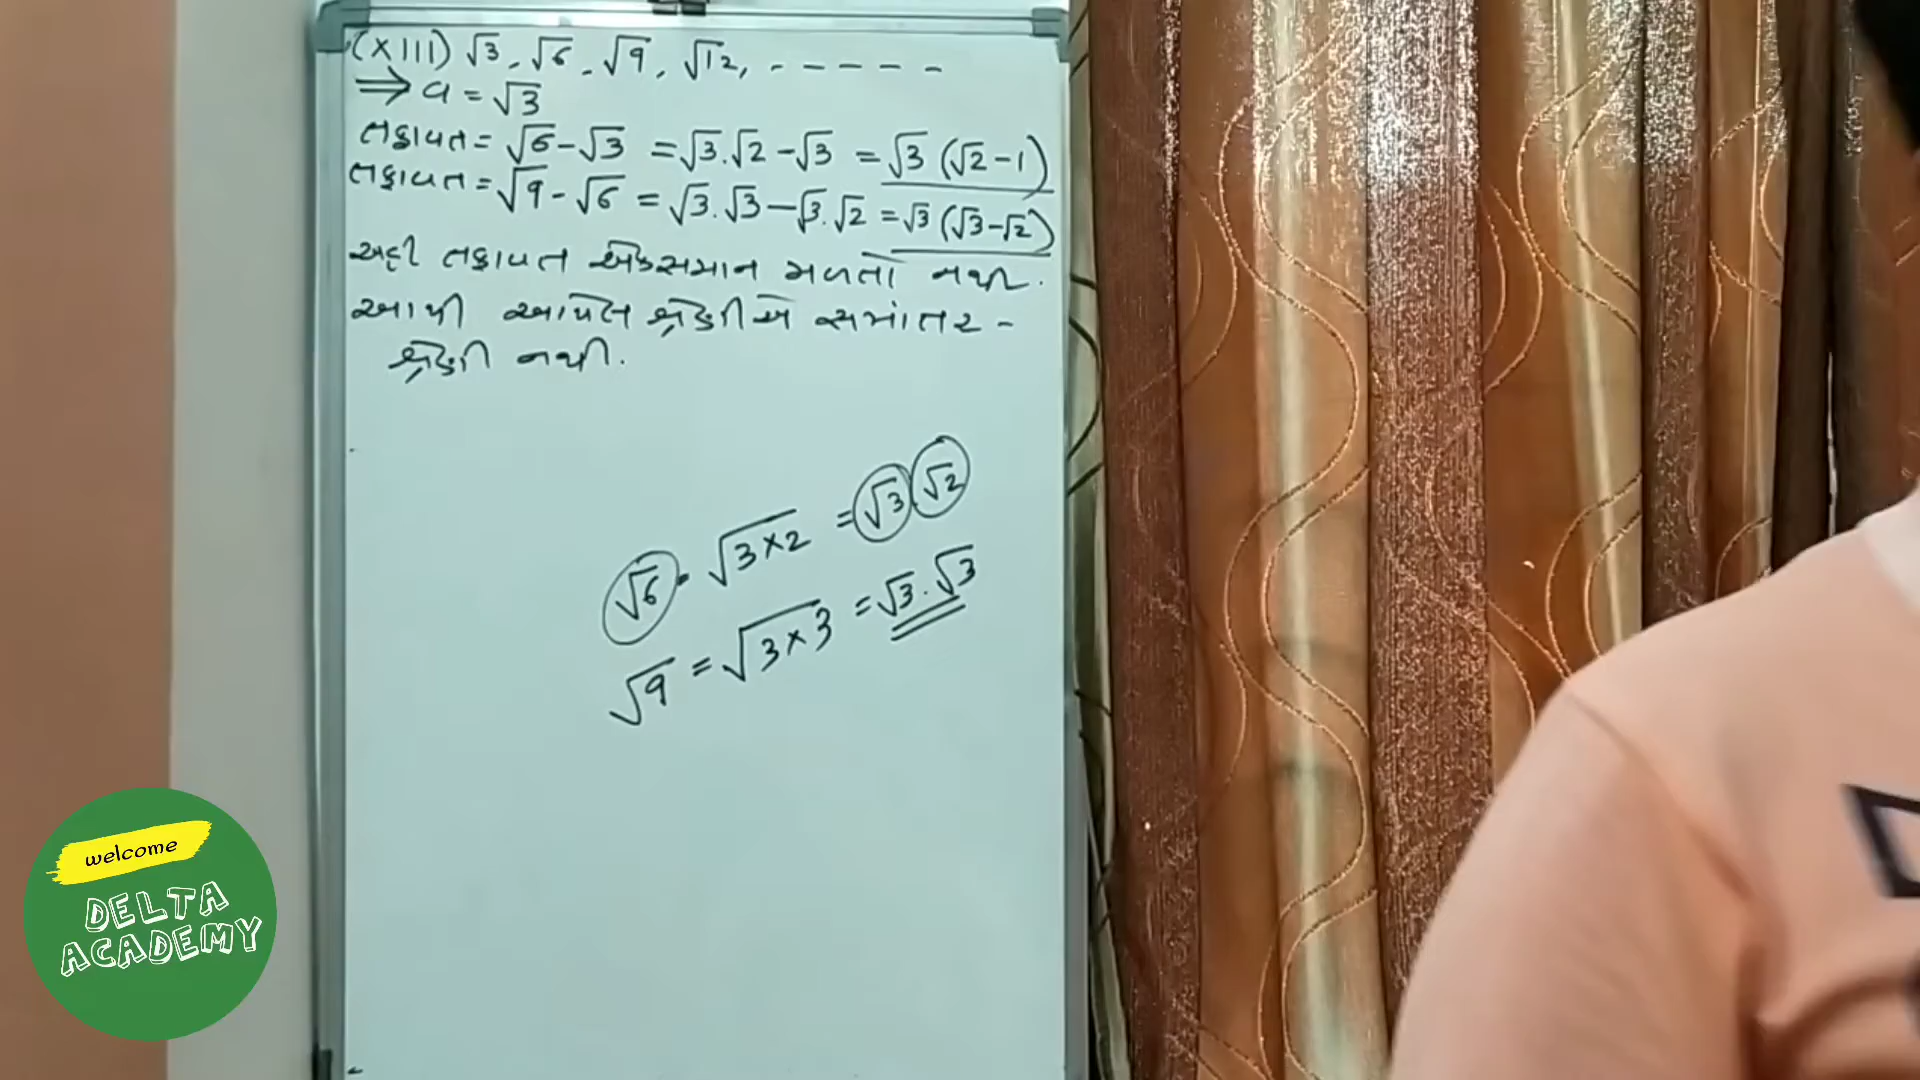 (XIII) √3, √6, √9, √12, - - - - -
⇒ a = √3
તફાવત = √6-√3 = √3.√2 -√3 = √3 (√2-1)
તફાવત = √9 - √6 = √3.√3 - √3.√2 = √3 (√3-√2)
અહીં તફાવત એકસમાન મળતો નથી.
આથી આપેલ શ્રેણી એ સમાંતર -
શ્રેણી નથી.
√6 = √3×2 = √3 √2
√9 = √3×3 = √3.√3
welcome
DELTA
ACADEMY